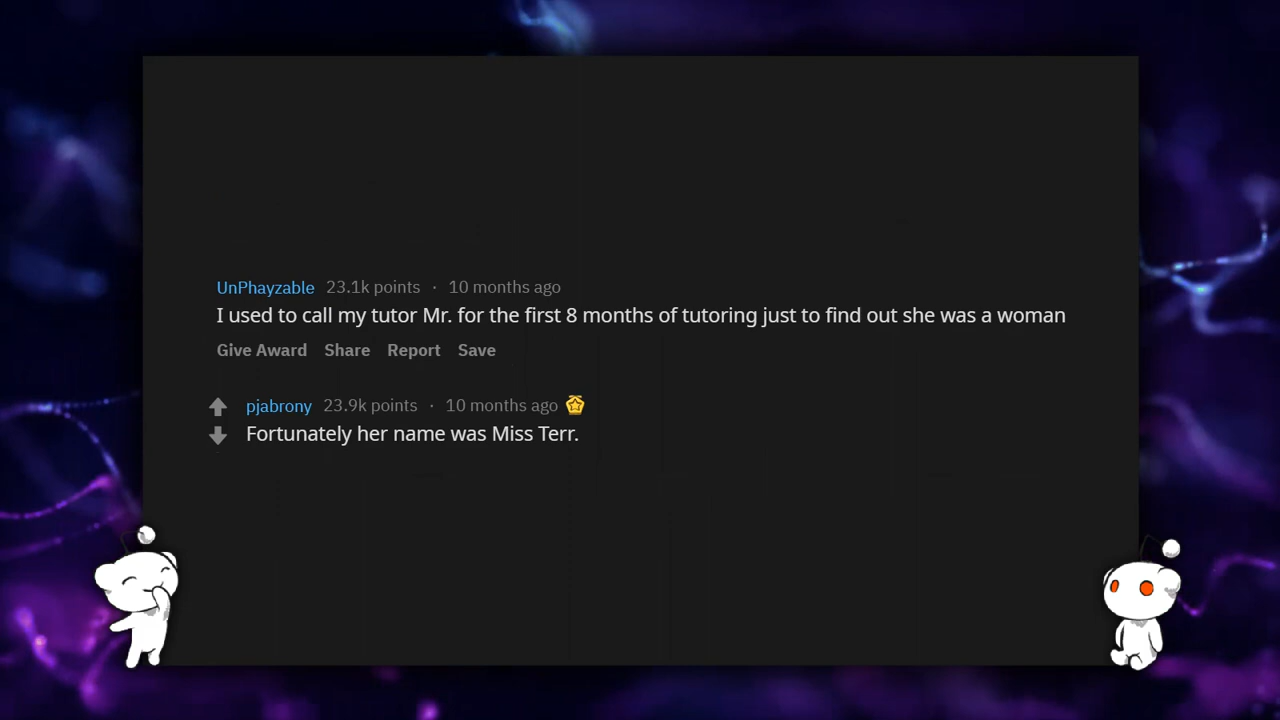 UnPhayzable 23.1k points · 10 months ago
I used to call my tutor Mr. for the first 8 months of tutoring just to find out she was a woman
Give Award Share Report Save
pjabrony 23.9k points · 10 months ago
Fortunately her name was Miss Terr.